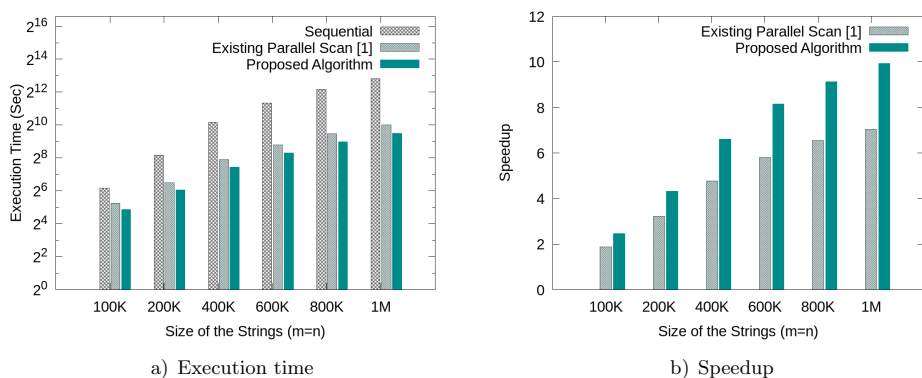 2^16
2^14
2^12
2^10
2^8
2^6
2^4
2^2
2^0
Execution Time (Sec)
Sequential
Existing Parallel Scan [1]
Proposed Algorithm
100K 200K 400K 600K 800K 1M
Size of the Strings (m=n)
a) Execution time
12
10
8
6
4
2
0
Speedup
Existing Parallel Scan [1]
Proposed Algorithm
100K 200K 400K 600K 800K 1M
Size of the Strings (m=n)
b) Speedup